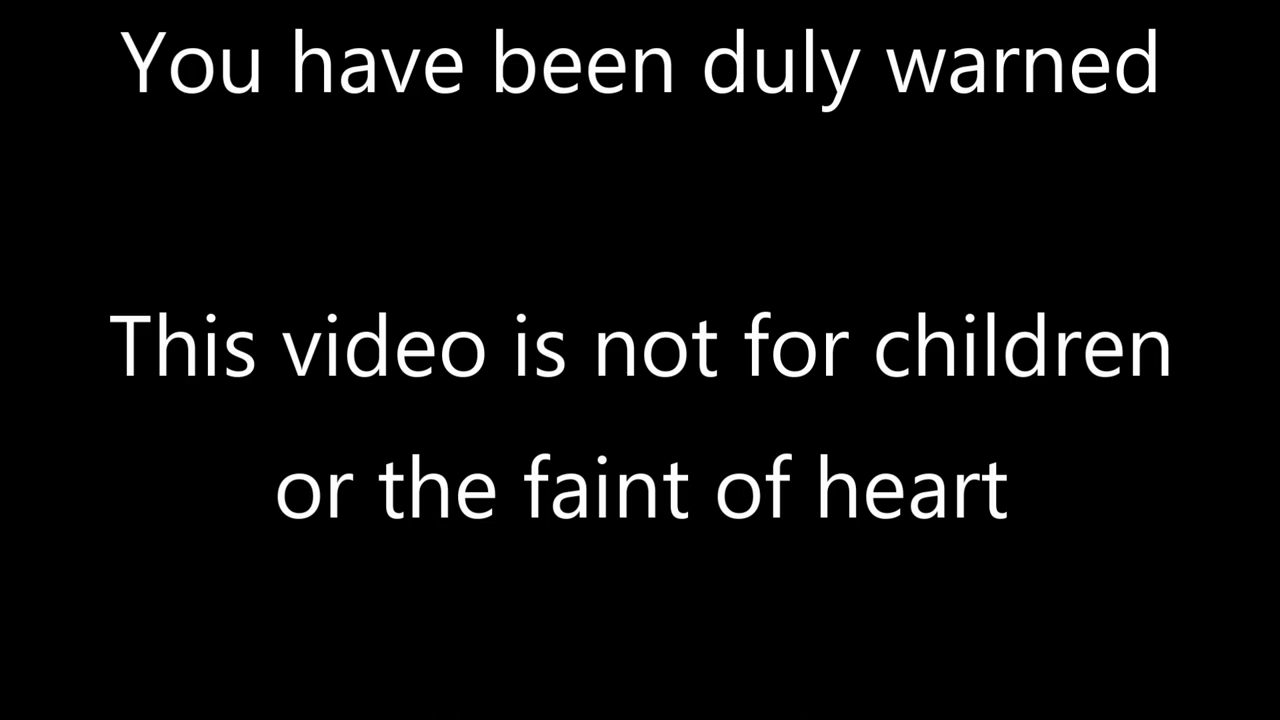 You have been duly warned
This video is not for children
or the faint of heart